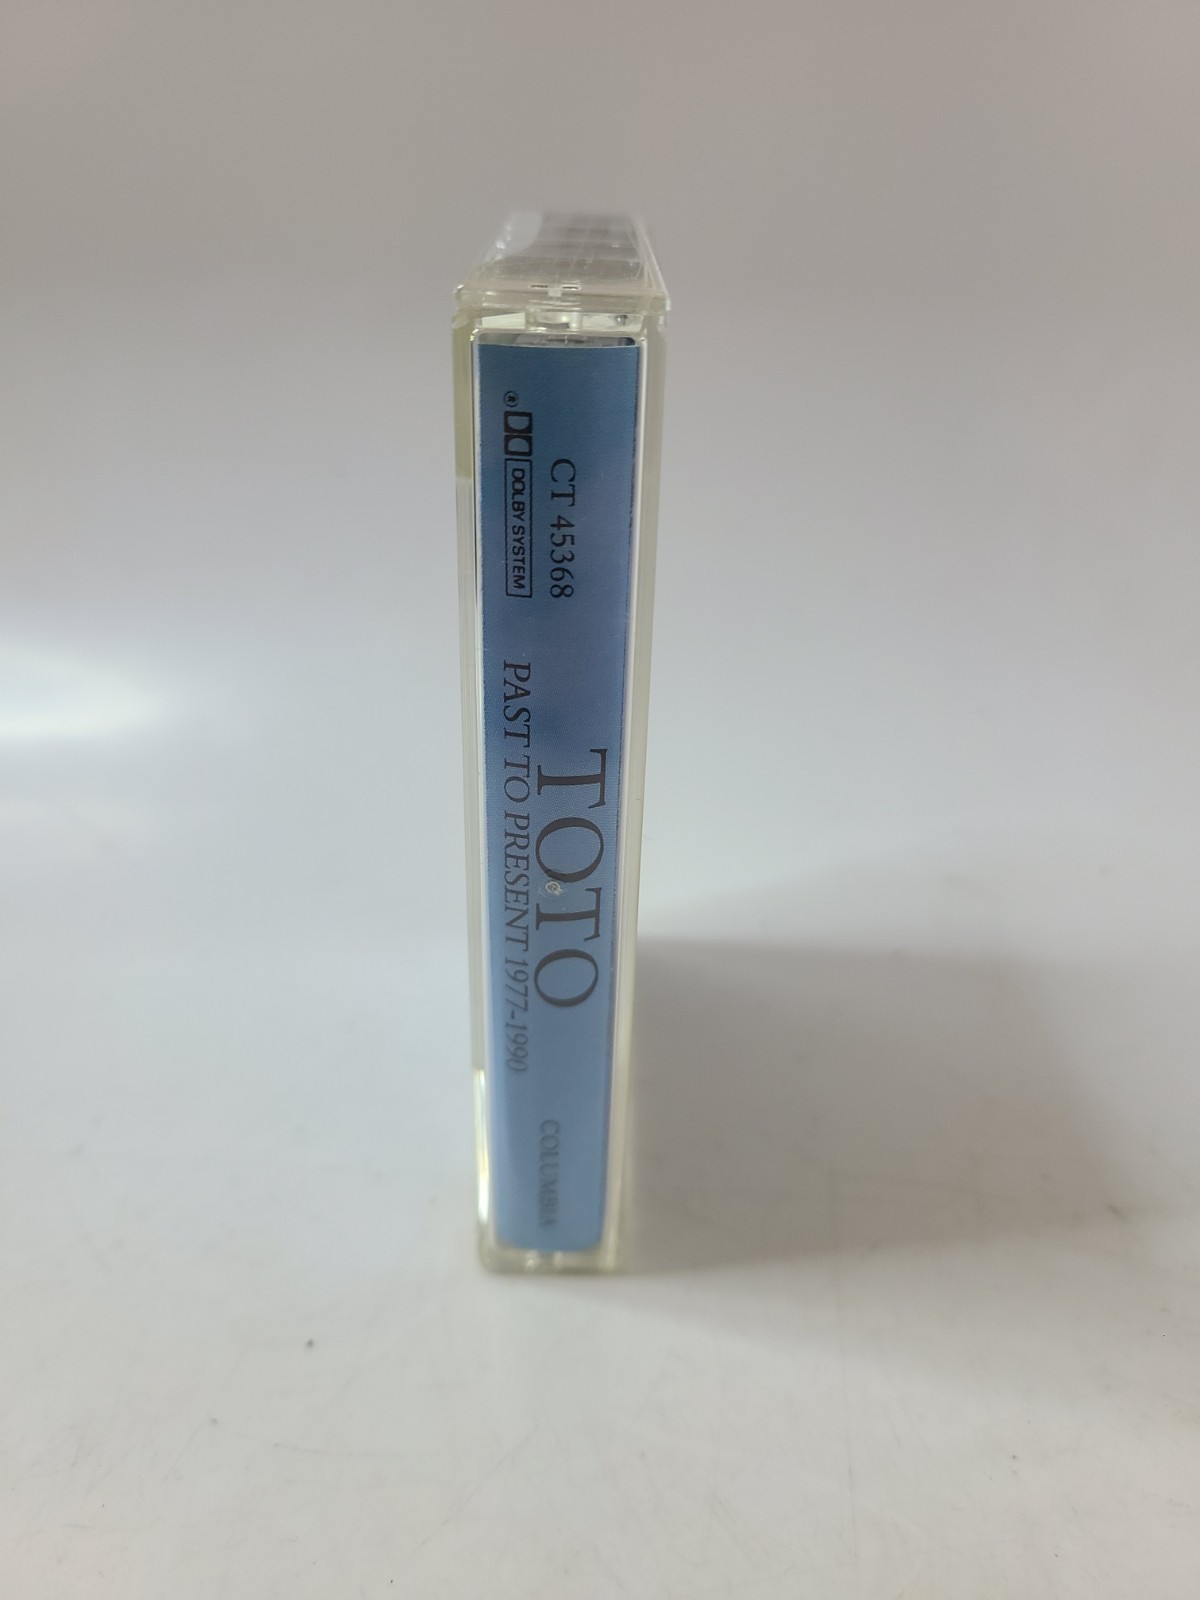 CT 45368
® DOLBY SYSTEM
TOTO
PAST TO PRESENT 1977-1990
COLUMBIA